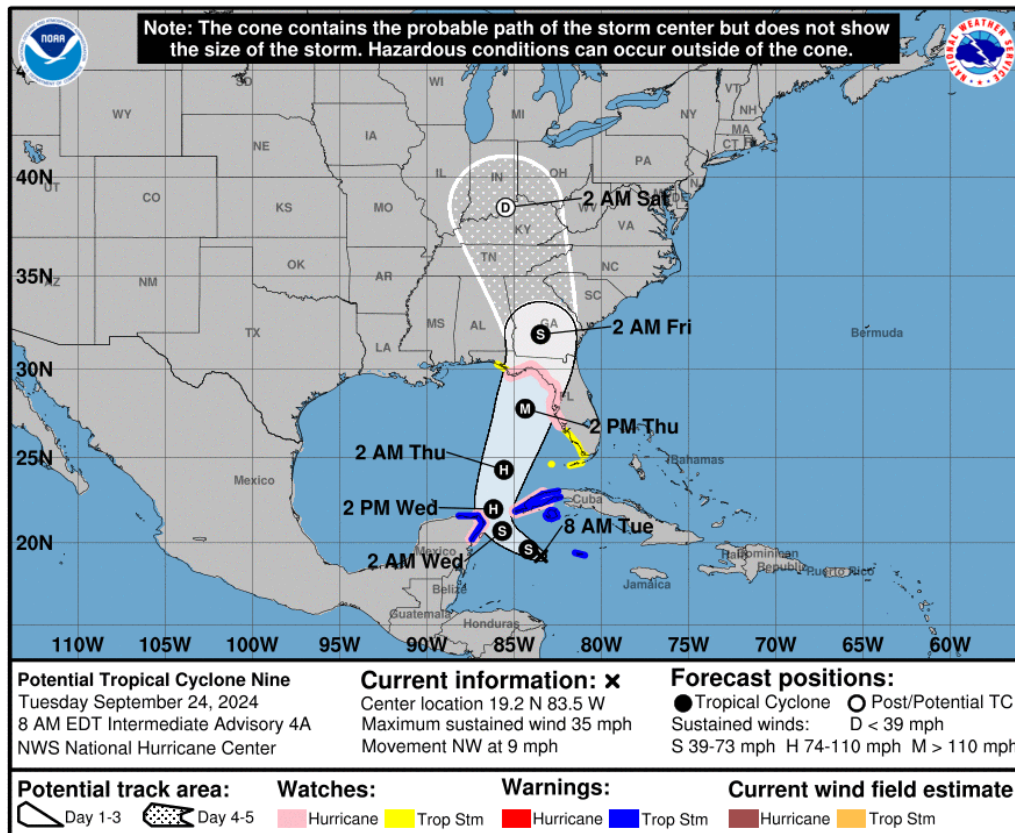 Note: The cone contains the probable path of the storm center but does not show
the size of the storm. Hazardous conditions can occur outside of the cone.
NOAA
NATIONAL WEATHER SERVICE
WY
SD
WI
MI
NY
VT
NH
MA
CT
IA
NE
PA
40N
UT
CO
KS
MO
IL
IN
OH
D
2 AM Sat
WV
VA
KY
35N
AZ
NM
OK
AR
TN
NC
SC
TX
LA
MS
AL
GA
S
2 AM Fri
Bermuda
30N
FL
M
2 PM Thu
2 AM Thu
H
25N
Mexico
Bahamas
2 PM Wed
H
Cuba
8 AM Tue
S
S
2 AM Wed
20N
Mexico
Belize
Jamaica
Haiti
Dominican
Republic
Puerto Rico
Guatemala
Honduras
110W
100W
90W
85W
80W
75W
70W
65W
60W
Potential Tropical Cyclone Nine
Tuesday September 24, 2024
8 AM EDT Intermediate Advisory 4A
NWS National Hurricane Center
Current information: x
Center location 19.2 N 83.5 W
Maximum sustained wind 35 mph
Movement NW at 9 mph
Forecast positions:
Tropical Cyclone Post/Potential TC
Sustained winds: D < 39 mph
S 39-73 mph H 74-110 mph M > 110 mph
Potential track area:
Day 1-3 Day 4-5
Watches:
Hurricane Trop Stm
Warnings:
Hurricane Trop Stm
Current wind field estimate
Hurricane Trop Stm